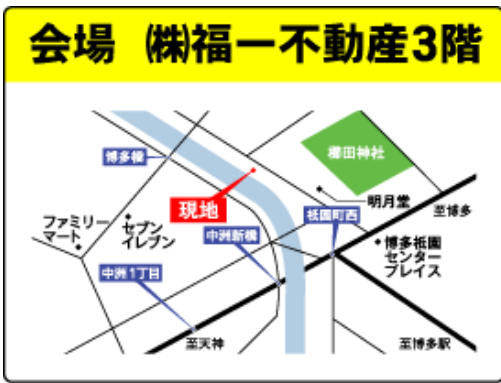 会場 ㈱福一不動産3階
博多橋
櫛田神社
現地
明月堂
至博多
祇園町西
ファミリー
マート
セブン
イレブン
中洲新橋
博多祇園
センター
プレイス
中洲1丁目
至天神
至博多駅